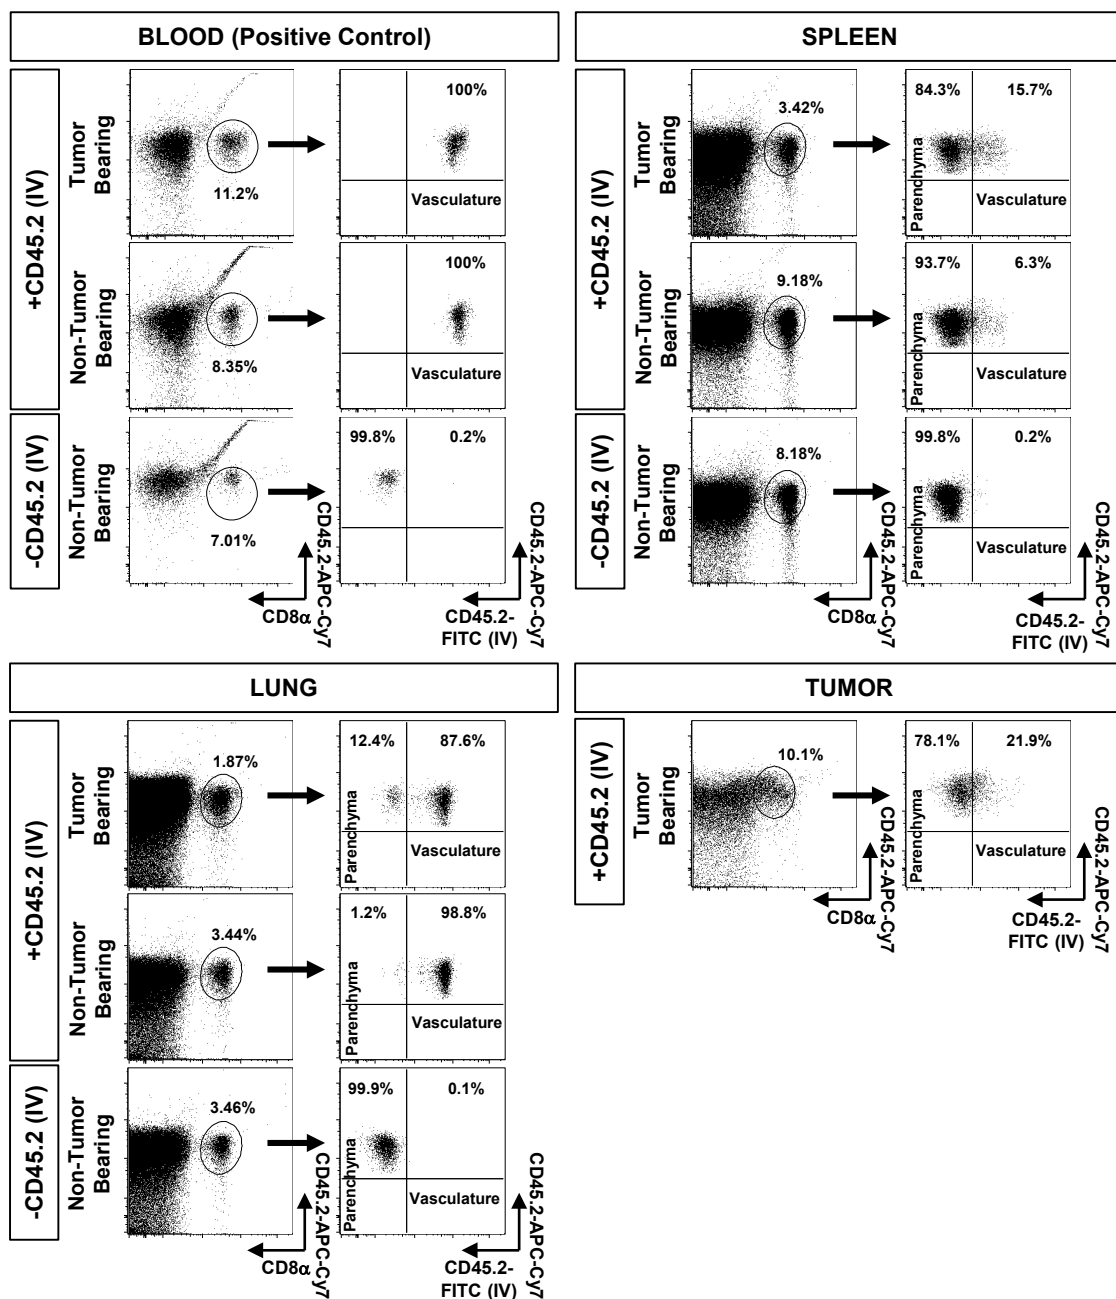 BLOOD (Positive Control)
+CD45.2 (IV)
Tumor
Bearing
11.2%
100%
Vasculature
Non-Tumor
Bearing
8.35%
100%
Vasculature
-CD45.2 (IV)
Non-Tumor
Bearing
7.01%
99.8%
0.2%
Vasculature
CD8α
CD45.2-APC-Cy7
CD45.2-
FITC (IV)
CD45.2-APC-Cy7
SPLEEN
+CD45.2 (IV)
Tumor
Bearing
3.42%
84.3%
15.7%
Parenchyma
Vasculature
Non-Tumor
Bearing
9.18%
93.7%
6.3%
Parenchyma
Vasculature
-CD45.2 (IV)
Non-Tumor
Bearing
8.18%
99.8%
0.2%
Parenchyma
Vasculature
CD8α
CD45.2-APC-Cy7
CD45.2-
FITC (IV)
CD45.2-APC-Cy7
LUNG
+CD45.2 (IV)
Tumor
Bearing
1.87%
12.4%
87.6%
Parenchyma
Vasculature
Non-Tumor
Bearing
3.44%
1.2%
98.8%
Parenchyma
Vasculature
-CD45.2 (IV)
Non-Tumor
Bearing
3.46%
99.9%
0.1%
Parenchyma
Vasculature
CD8α
CD45.2-APC-Cy7
CD45.2-
FITC (IV)
CD45.2-APC-Cy7
TUMOR
+CD45.2 (IV)
Tumor
Bearing
10.1%
78.1%
21.9%
Parenchyma
Vasculature
CD8α
CD45.2-APC-Cy7
CD45.2-
FITC (IV)
CD45.2-APC-Cy7